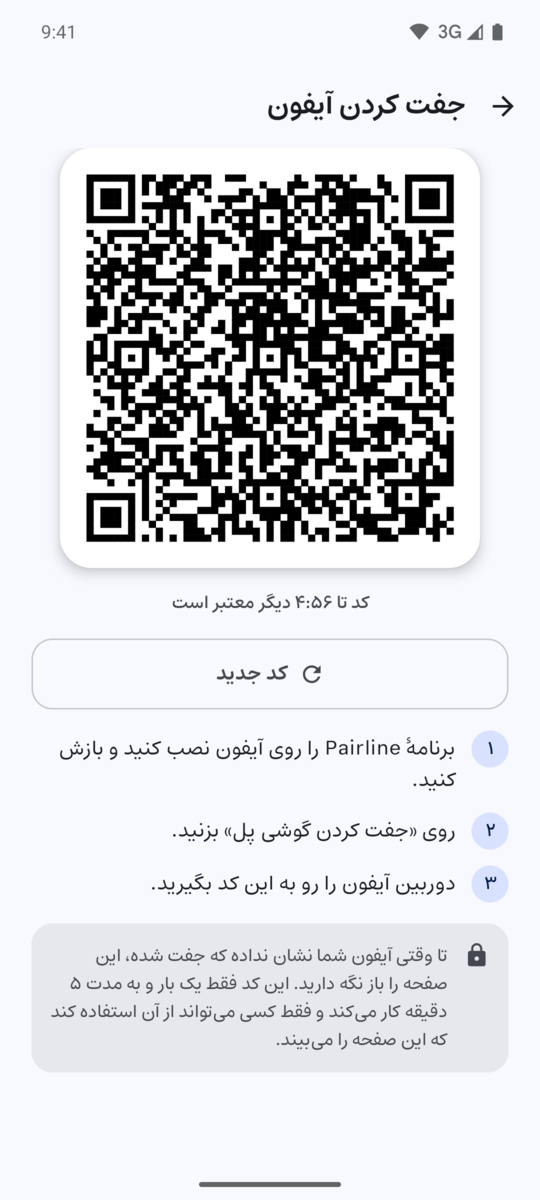 9:41
3G
جفت کردن آیفون
کد تا ۴:۵۶ دیگر معتبر است
کد جدید
۱
برنامهٔ Pairline را روی آیفون نصب کنید و بازش
کنید.
۲
روی «جفت کردن گوشی پل» بزنید.
۳
دوربین آیفون را رو به این کد بگیرید.
تا وقتی آیفون شما نشان نداده که جفت شده، این
صفحه را باز نگه دارید. این کد فقط یک بار و به مدت ۵
دقیقه کار می‌کند و فقط کسی می‌تواند از آن استفاده کند
که این صفحه را می‌بیند.